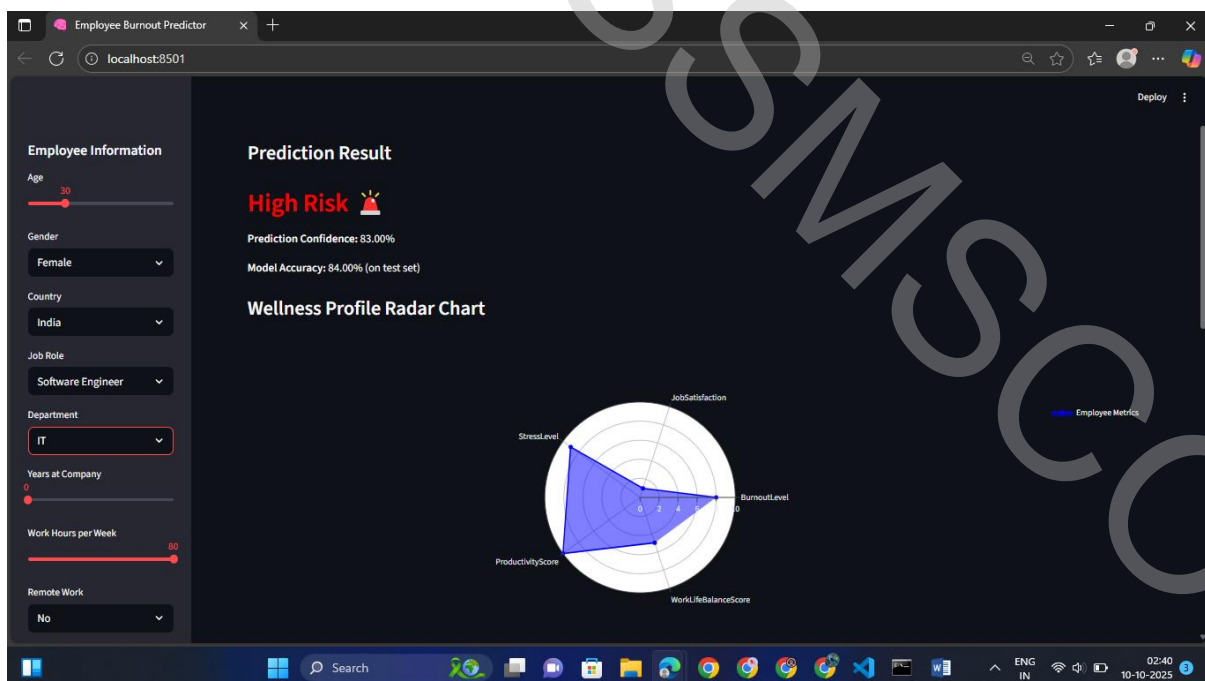 Employee Burnout Predictor
localhost:8501
Deploy
Employee Information
Age
30
Gender
Female
Country
India
Job Role
Software Engineer
Department
IT
Years at Company
0
Work Hours per Week
80
Remote Work
No
Prediction Result
High Risk
Prediction Confidence: 83.00%
Model Accuracy: 84.00% (on test set)
Wellness Profile Radar Chart
JobSatisfaction
StressLevel
BurnoutLevel
0 2 4
ProductivityScore
WorkLifeBalanceScore
Employee Metrics
Search
ENG
IN
02:40
10-10-2025
3